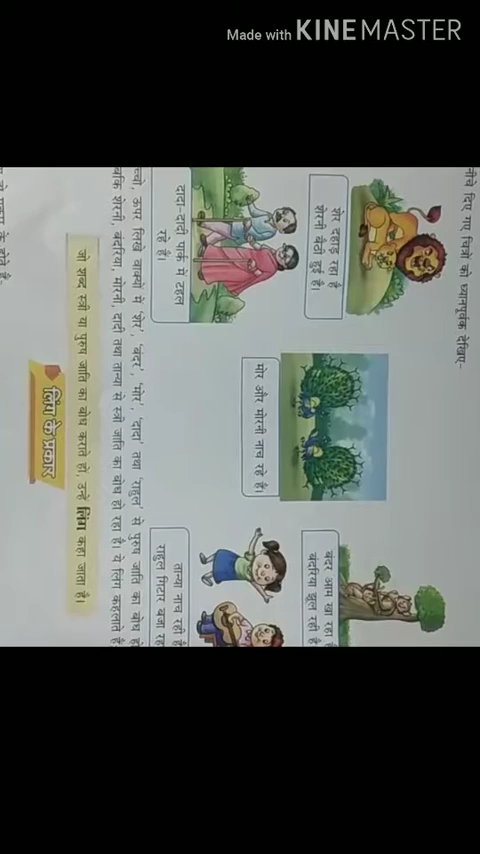 Made with KINEMASTER
नीचे दिए गए चित्रों को ध्यानपूर्वक देखिए-
शेर दहाड़ रहा है
शेरनी बैठी हुई है।
बंदर आम खा रहा
बंदरिया झूल रही है
मोर और मोरनी नाच रहे हैं।
दादा-दादी पार्क में टहल
रहे हैं।
तान्या नाच रही है
राहुल गिटार बजा रहा
ऊपर लिखे वाक्यों में 'शेर', 'बंदर', 'मोर', 'दादा' तथा 'राहुल' से पुरुष जाति का बोध हो
शेरनी, बंदरिया, मोरनी, दादी तथा तान्या से स्त्री जाति का बोध हो रहा है। ये लिंग कहलाते हैं
जो शब्द स्त्री या पुरुष जाति का बोध कराते हों, उन्हें लिंग कहा जाता है।
लिंग के प्रकार
के होते हैं-